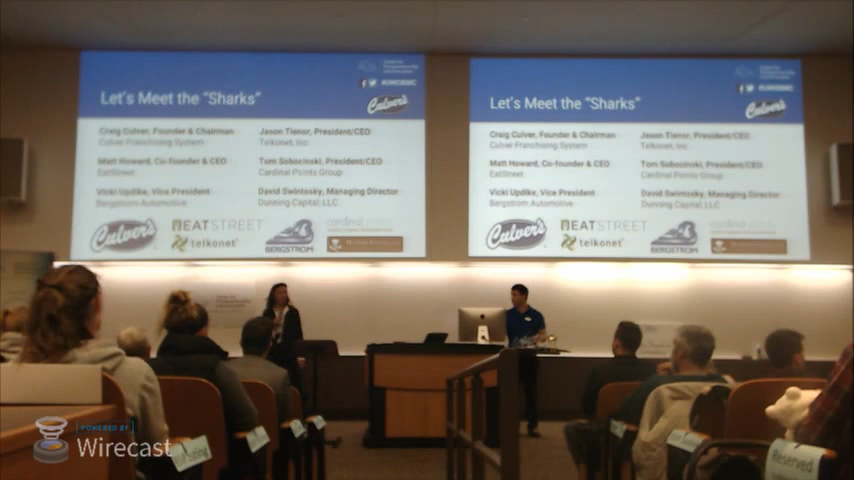 Let's Meet the "Sharks"
Culver's
Craig Culver, Founder & Chairman
Culver Franchising System
Jason Tienor, President/CEO
Telkonet, Inc
Matt Howard, Co-founder & CEO
EatStreet
Tom Sobocinski, President/CEO
Cardinal Points Group
Vicki Updike, Vice President
Bergstrom Automotive
David Swintosky, Managing Director
Dunning Capital, LLC
Culver's
EATSTREET
telkonet
BERGSTROM
cardinal
Let's Meet the "Sharks"
Culver's
Craig Culver, Founder & Chairman
Culver Franchising System
Jason Tienor, President/CEO
Telkonet, Inc
Matt Howard, Co-founder & CEO
EatStreet
Tom Sobocinski, President/CEO
Cardinal Points Group
Vicki Updike, Vice President
Bergstrom Automotive
David Swintosky, Managing Director
Dunning Capital, LLC
Culver's
EATSTREET
telkonet
BERGSTROM
cardinal
Reserved
POWERED BY
Wirecast